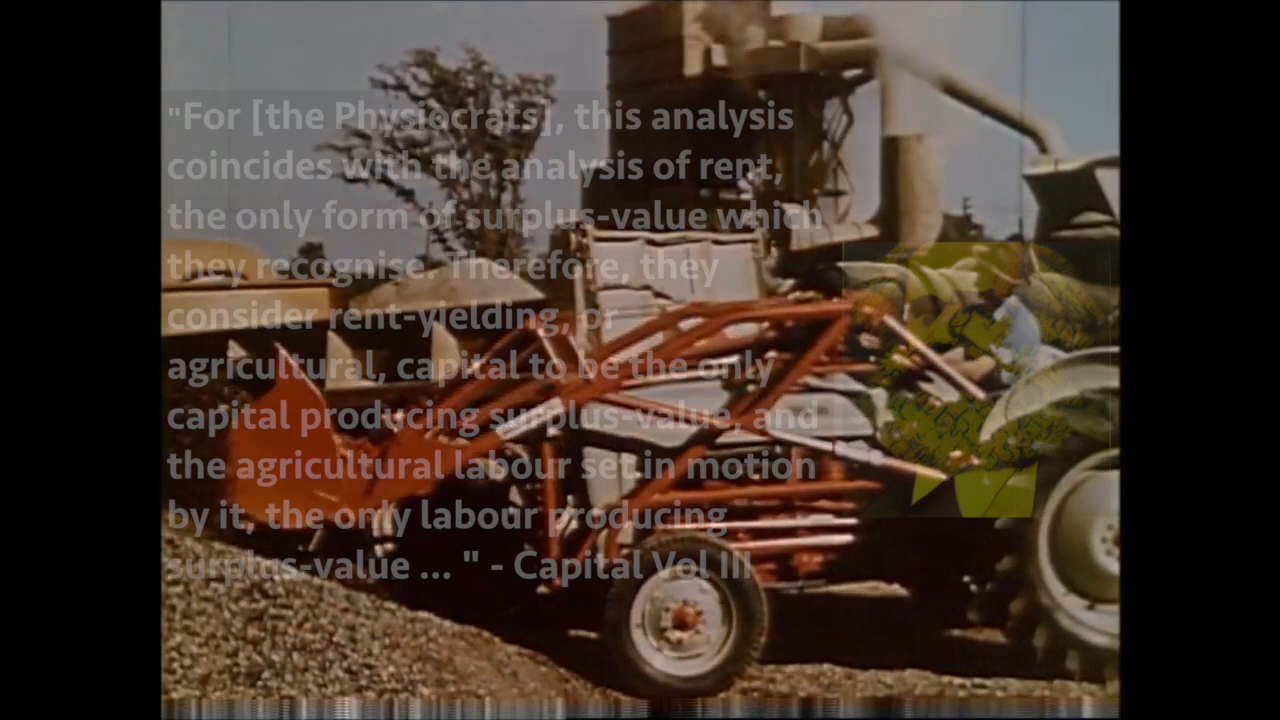 "For [the Physiocrats], this analysis
coincides with the analysis of rent,
the only form of surplus-value which
they recognise. Therefore, they
consider rent-yielding, or
agricultural, capital to be the only
capital producing surplus-value, and
the agricultural labour set in motion
by it, the only labour producing
surplus-value ... " - Capital Vol III